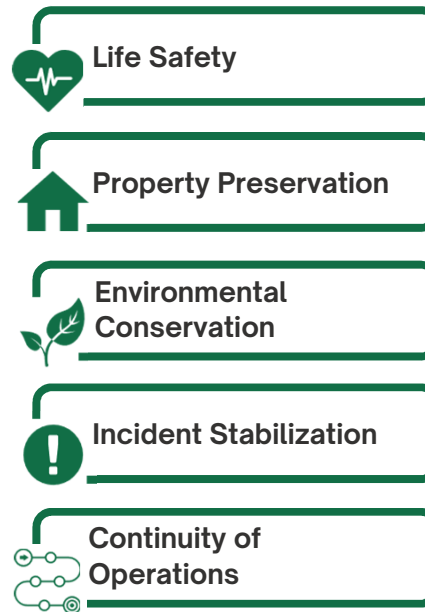 Life Safety
Property Preservation
Environmental
Conservation
Incident Stabilization
Continuity of
Operations